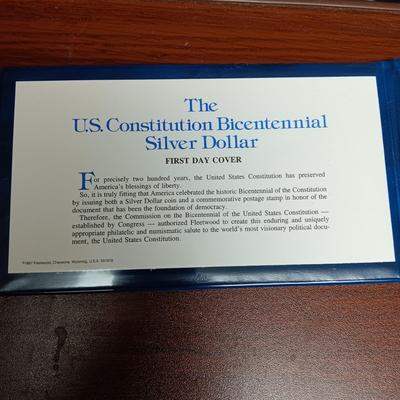 The
U.S. Constitution Bicentennial
Silver Dollar
FIRST DAY COVER
For precisely two hundred years, the United States Constitution has preserved
America's blessings of liberty.
So, it is truly fitting that America celebrated the historic Bicentennial of the Constitution
by issuing both a Silver Dollar coin and a commemorative postage stamp in honor of the
document that has been the foundation of democracy.
Therefore, the Commission on the Bicentennial of the United States Constitution —
established by Congress — authorized Fleetwood to create this enduring and uniquely
appropriate philatelic and numismatic salute to the world's most visionary political docu-
ment, the United States Constitution.
©1987 Fleetwood, Cheyenne, Wyoming, U.S.A.